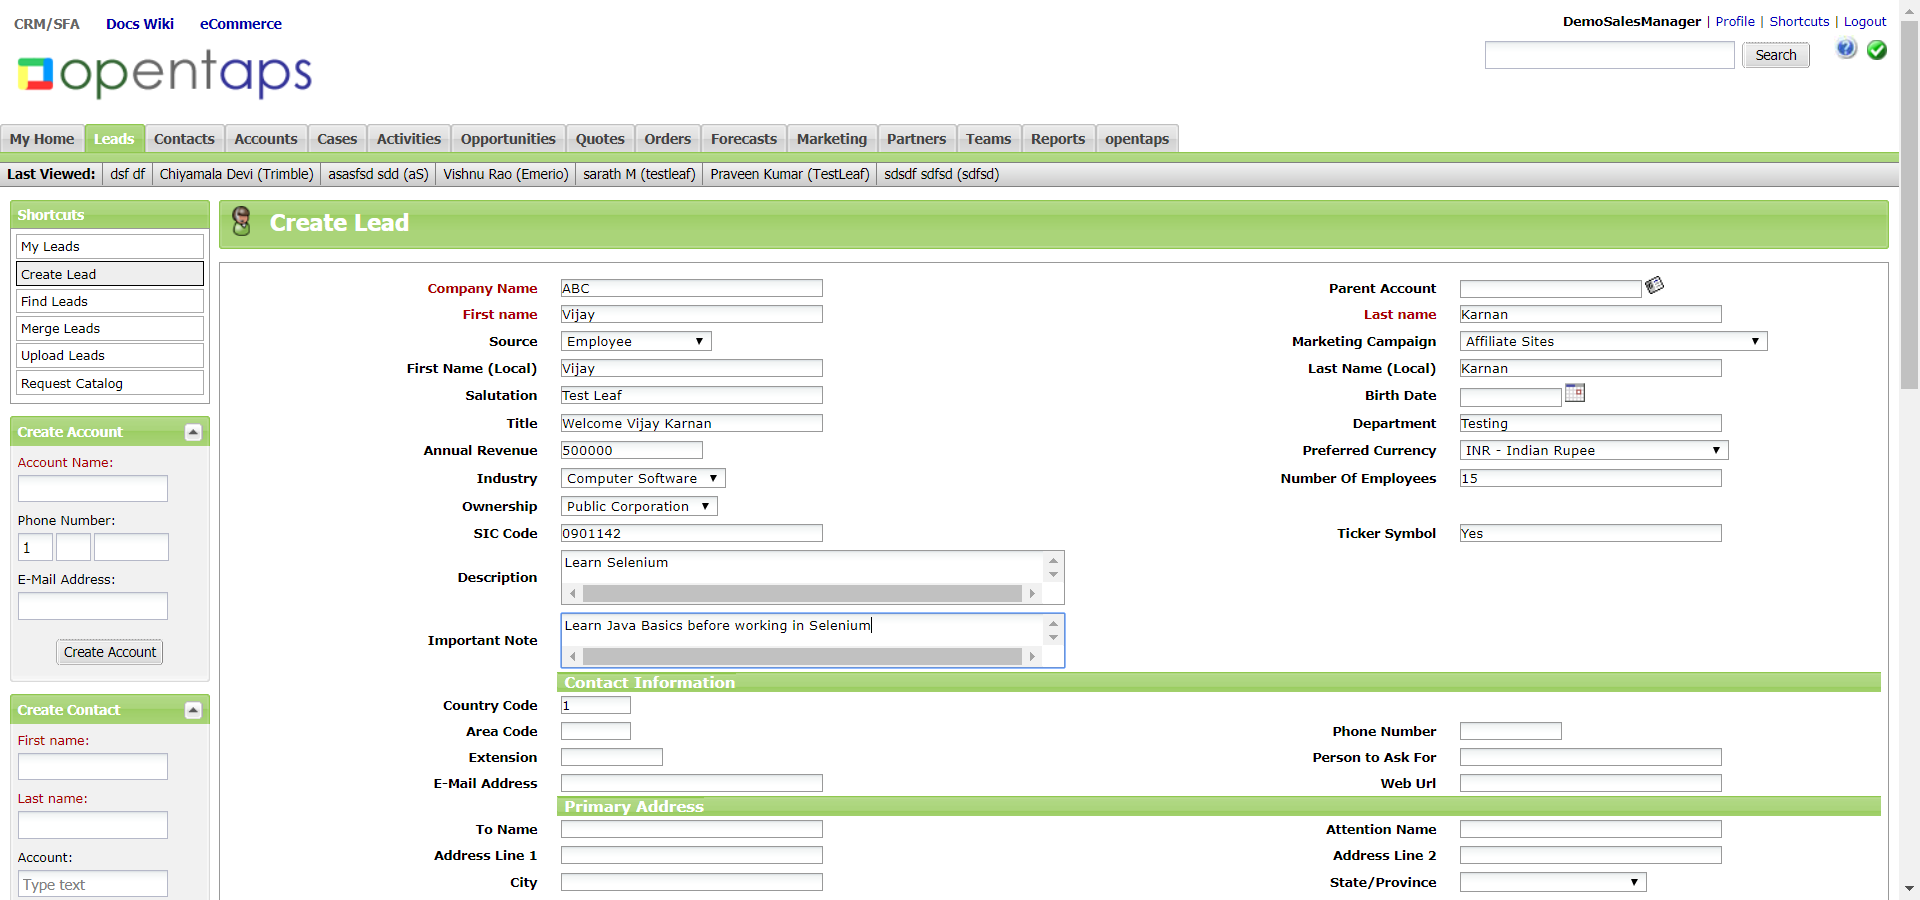 CRM/SFA Docs Wiki eCommerce
DemoSalesManager | Profile | Shortcuts | Logout
opentaps
Search
My Home Leads Contacts Accounts Cases Activities Opportunities Quotes Orders Forecasts Marketing Partners Teams Reports opentaps
Last Viewed: dsf df Chiyamala Devi (Trimble) asasfsd sdd (aS) Vishnu Rao (Emerio) sarath M (testleaf) Praveen Kumar (TestLeaf) sdsdf sdfsd (sdfsd)
Shortcuts
My Leads
Create Lead
Find Leads
Merge Leads
Upload Leads
Request Catalog
Create Account
Account Name:
Phone Number:
1
E-Mail Address:
Create Account
Create Contact
First name:
Last name:
Account:
Type text
Create Lead
Company Name ABC Parent Account
First name Vijay Last name Karnan
Source Employee Marketing Campaign Affiliate Sites
First Name (Local) Vijay Last Name (Local) Karnan
Salutation Test Leaf Birth Date
Title Welcome Vijay Karnan Department Testing
Annual Revenue 500000 Preferred Currency INR - Indian Rupee
Industry Computer Software Number Of Employees 15
Ownership Public Corporation
SIC Code 0901142 Ticker Symbol Yes
Description Learn Selenium
Important Note Learn Java Basics before working in Selenium
Contact Information
Country Code 1
Area Code Phone Number
Extension Person to Ask For
E-Mail Address Web Url
Primary Address
To Name Attention Name
Address Line 1 Address Line 2
City State/Province